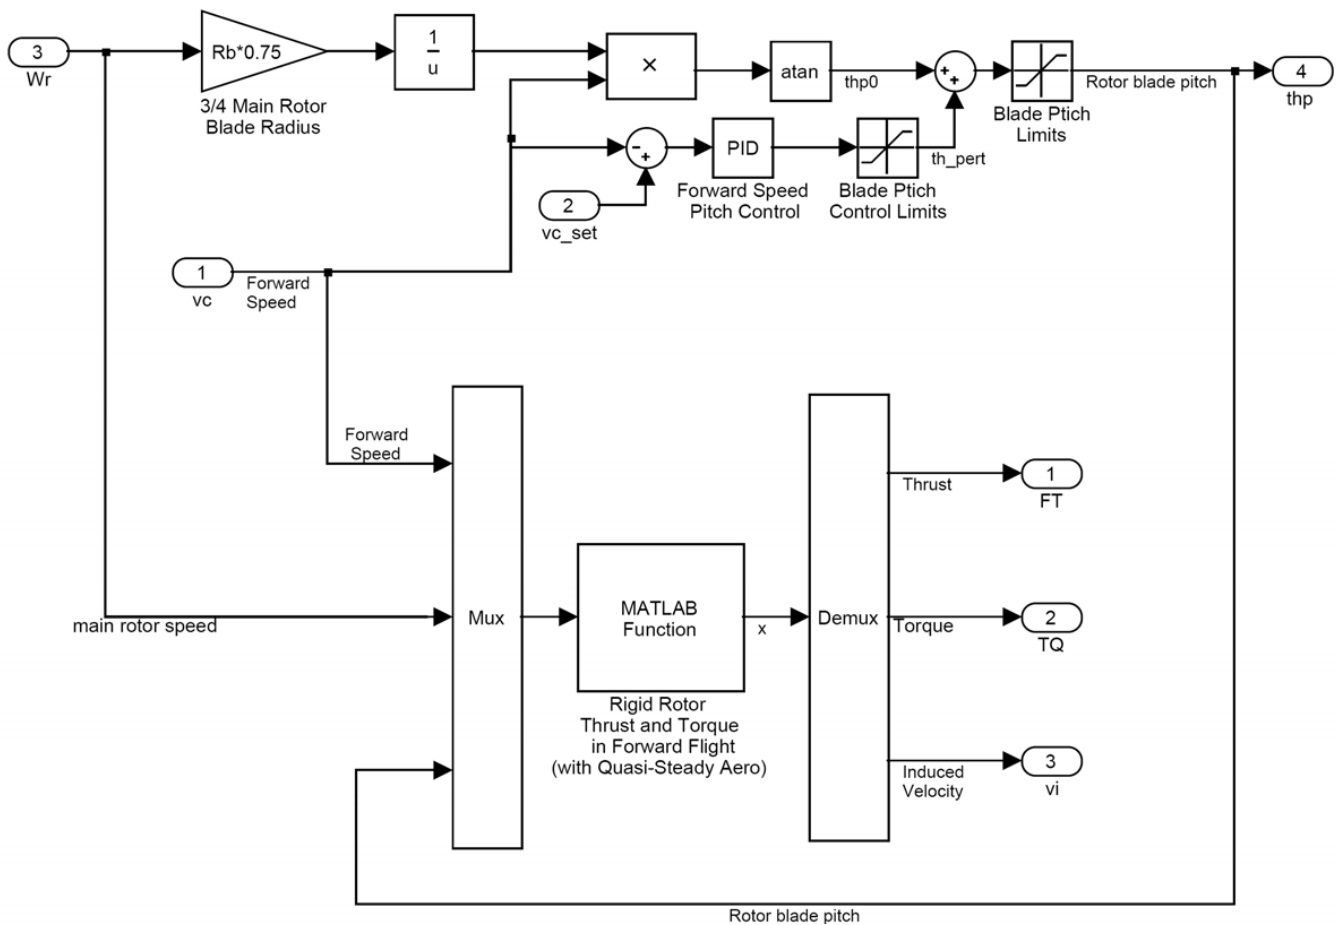 3
Wr
Rb*0.75
3/4 Main Rotor
Blade Radius
1
u
×
atan
thp0
+
+
Blade Ptich
Limits
Rotor blade pitch
4
thp
-
+
PID
Forward Speed
Pitch Control
Blade Ptich
Control Limits
th_pert
2
vc_set
1
vc
Forward
Speed
Forward
Speed
main rotor speed
Mux
MATLAB
Function
Rigid Rotor
Thrust and Torque
in Forward Flight
(with Quasi-Steady Aero)
x
Demux
Thrust
1
FT
Torque
2
TQ
Induced
Velocity
3
vi
Rotor blade pitch